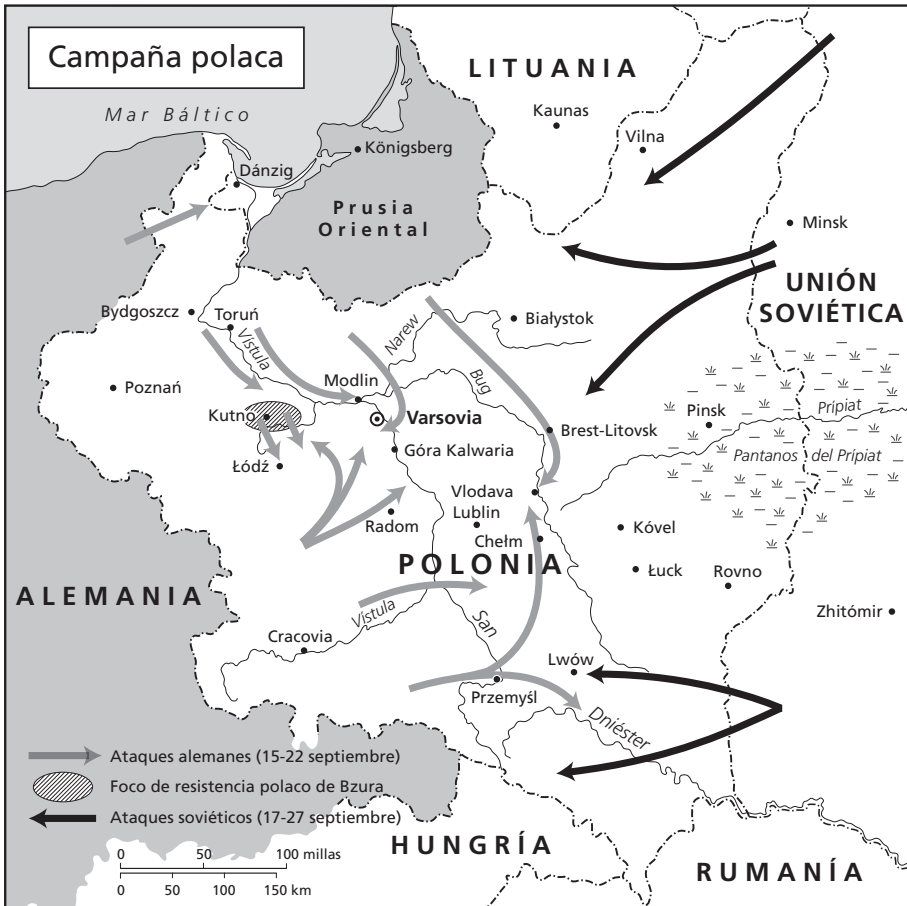 Campaña polaca
Mar Báltico
LITUANIA
Kaunas
Vilna
Königsberg
Dánzig
Prusia
Oriental
Minsk
UNIÓN
SOVIÉTICA
Bydgoszcz
Toruń
Vístula
Narew
Białystok
Bug
Poznań
Modlin
Kutno
Varsovia
Brest-Litovsk
Pinsk
Prípiat
Pantanos del Prípiat
Łódź
Góra Kalwaria
Vlodava
Lublin
Radom
Chełm
Kóvel
POLONIA
Łuck
Rovno
ALEMANIA
Zhitómir
Vístula
San
Cracovia
Lwów
Przemyśl
Dniéster
Ataques alemanes (15-22 septiembre)
Foco de resistencia polaco de Bzura
Ataques soviéticos (17-27 septiembre)
HUNGRÍA
RUMANÍA
0 50 100 millas
0 50 100 150 km